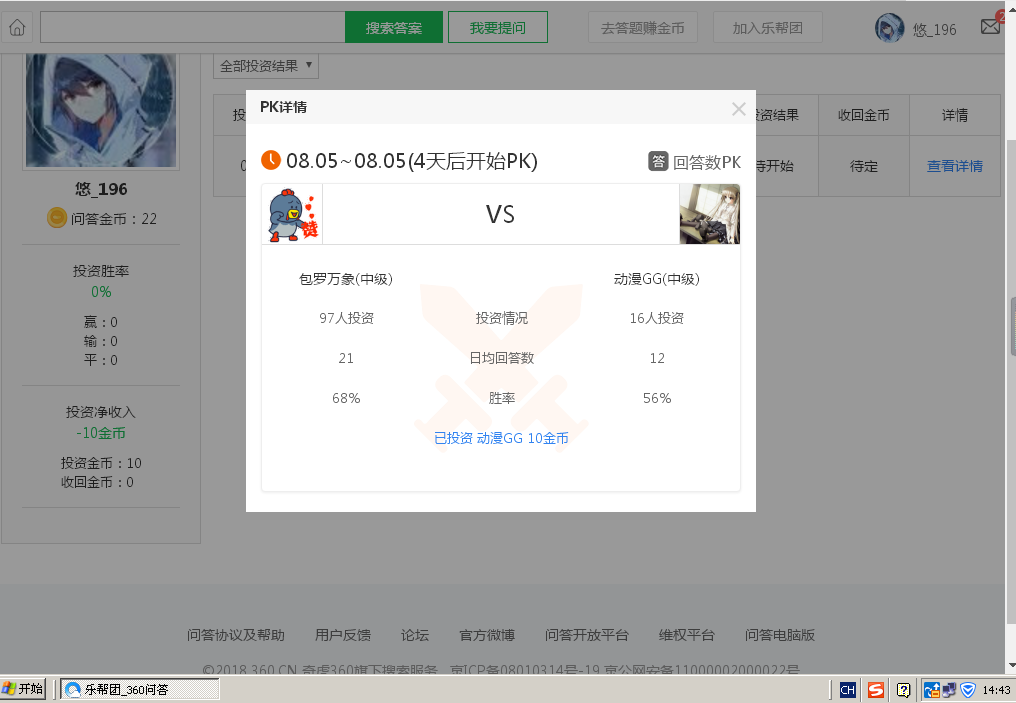 搜索答案 我要提问 去答题赚金币 加入乐帮团 悠_196 2
全部投资结果 ▼
PK详情
资结果 收回金币 详情
08.05~08.05(4天后开始PK) 答 回答数PK
待开始 待定 查看详情
悠_196
问答金币：22
赞
VS
投资胜率
0%
赢：0
输：0
平：0
包罗万象(中级) 动漫GG(中级)
97人投资 投资情况 16人投资
21 日均回答数 12
68% 胜率 56%
已投资 动漫GG 10金币
投资净收入
-10金币
投资金币：10
收回金币：0
问答协议及帮助 用户反馈 论坛 官方微博 问答开放平台 维权平台 问答电脑版
©2018 360.CN 奇虎360旗下搜索服务 京ICP备08010314号-19 京公网安备11000002000022号
开始 乐帮团_360问答 CH 14:43